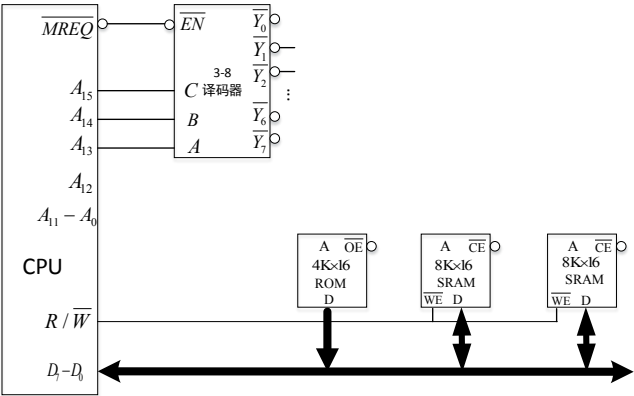 MREQ
EN
Y0
Y1
Y2
...
Y6
Y7
3-8
译码器
A15
C
A14
B
A13
A
A12
A11 − A0
CPU
R / W
D7 − D0
A OE
4K×16
ROM
D
A CE
8K×16
SRAM
WE D
A CE
8K×16
SRAM
WE D